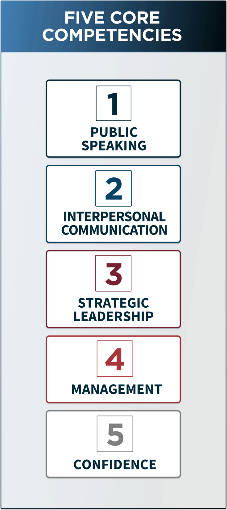 FIVE CORE
COMPETENCIES
1
PUBLIC
SPEAKING
2
INTERPERSONAL
COMMUNICATION
3
STRATEGIC
LEADERSHIP
4
MANAGEMENT
5
CONFIDENCE